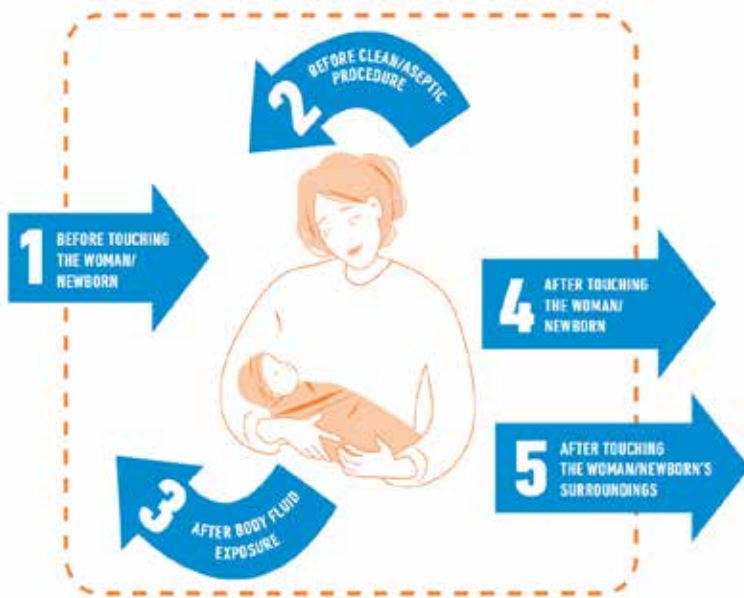 1
BEFORE TOUCHING
THE WOMAN/
NEWBORN
2
BEFORE CLEAN/ASEPTIC
PROCEDURE
3
AFTER BODY FLUID
EXPOSURE
4
AFTER TOUCHING
THE WOMAN/
NEWBORN
5
AFTER TOUCHING
THE WOMAN/NEWBORN'S
SURROUNDINGS